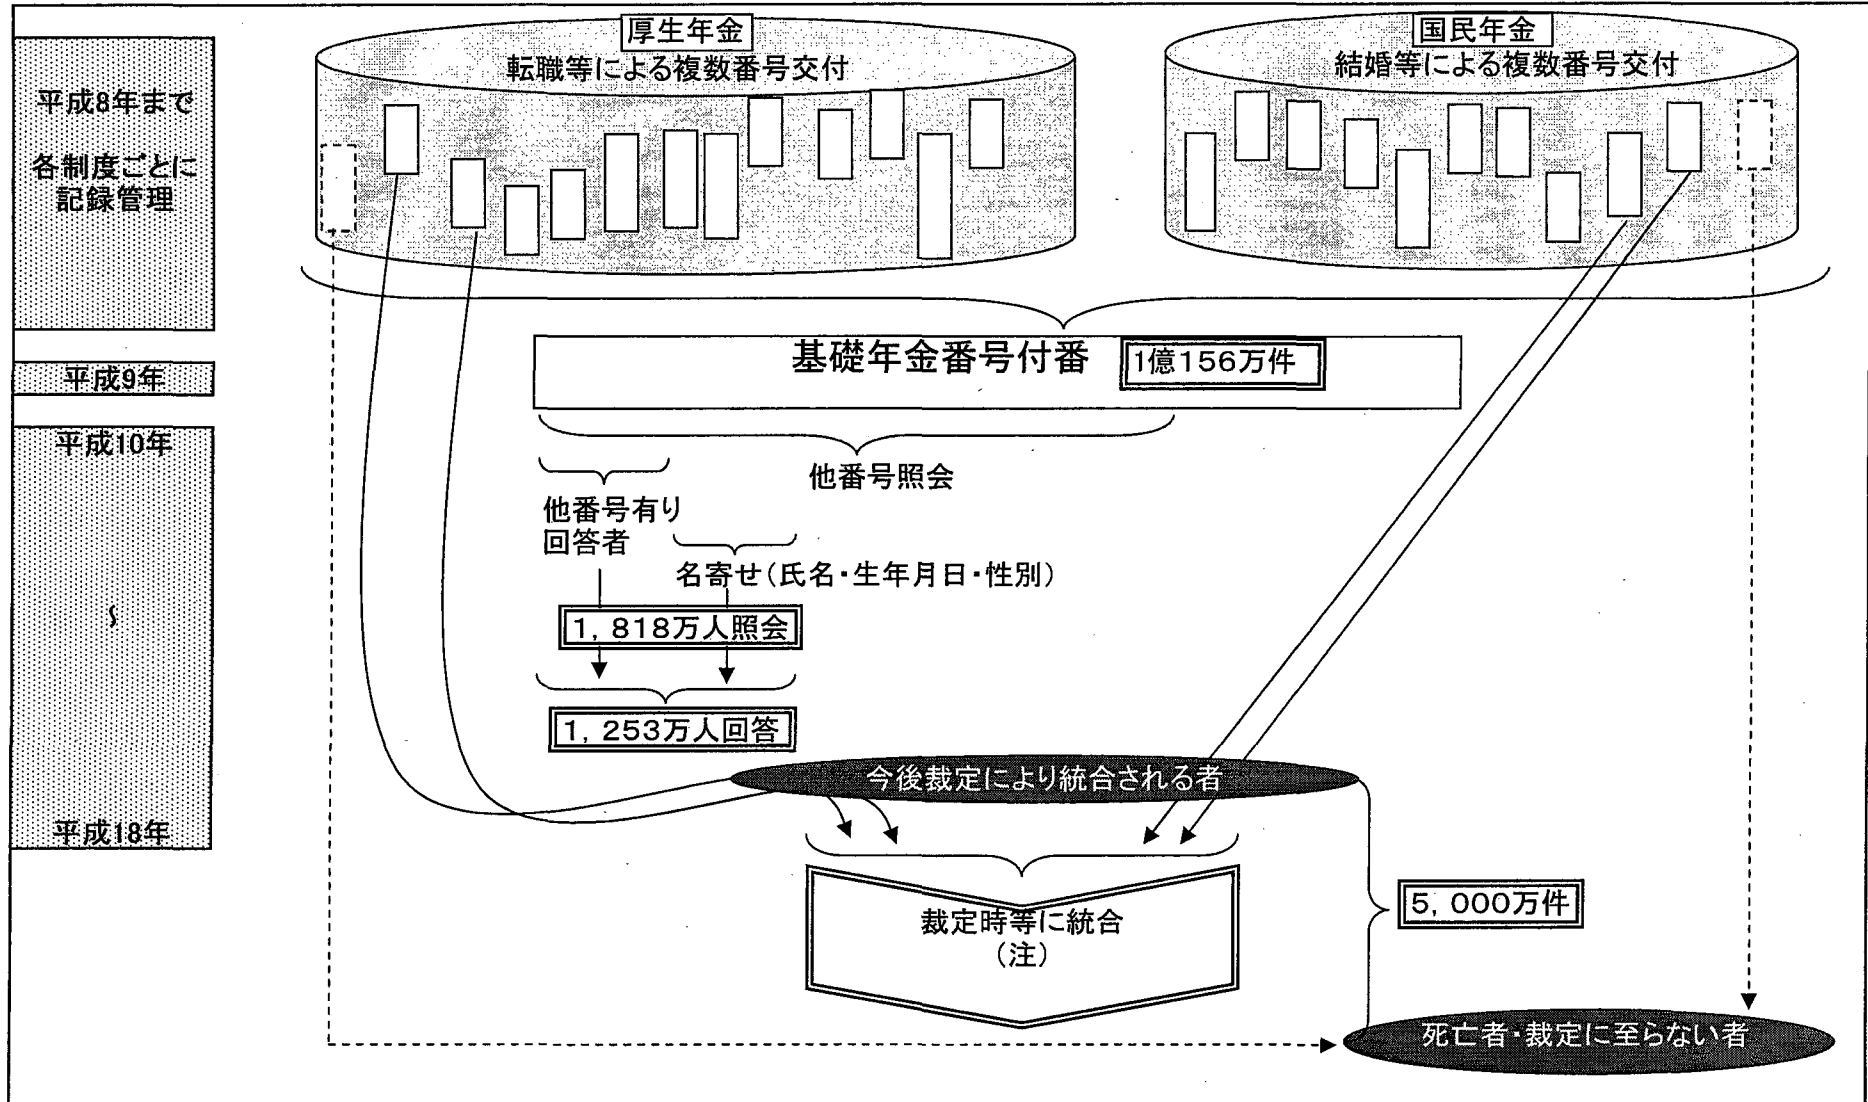 厚生年金
転職等による複数番号交付
国民年金
結婚等による複数番号交付
平成8年まで
各制度ごとに
記録管理
平成9年
基礎年金番号付番
1億156万件
平成10年
~
平成18年
他番号照会
他番号有り
回答者
名寄せ(氏名・生年月日・性別)
1,818万人照会
1,253万人回答
今後裁定により統合される者
裁定時等に統合
(注)
5,000万件
死亡者・裁定に至らない者